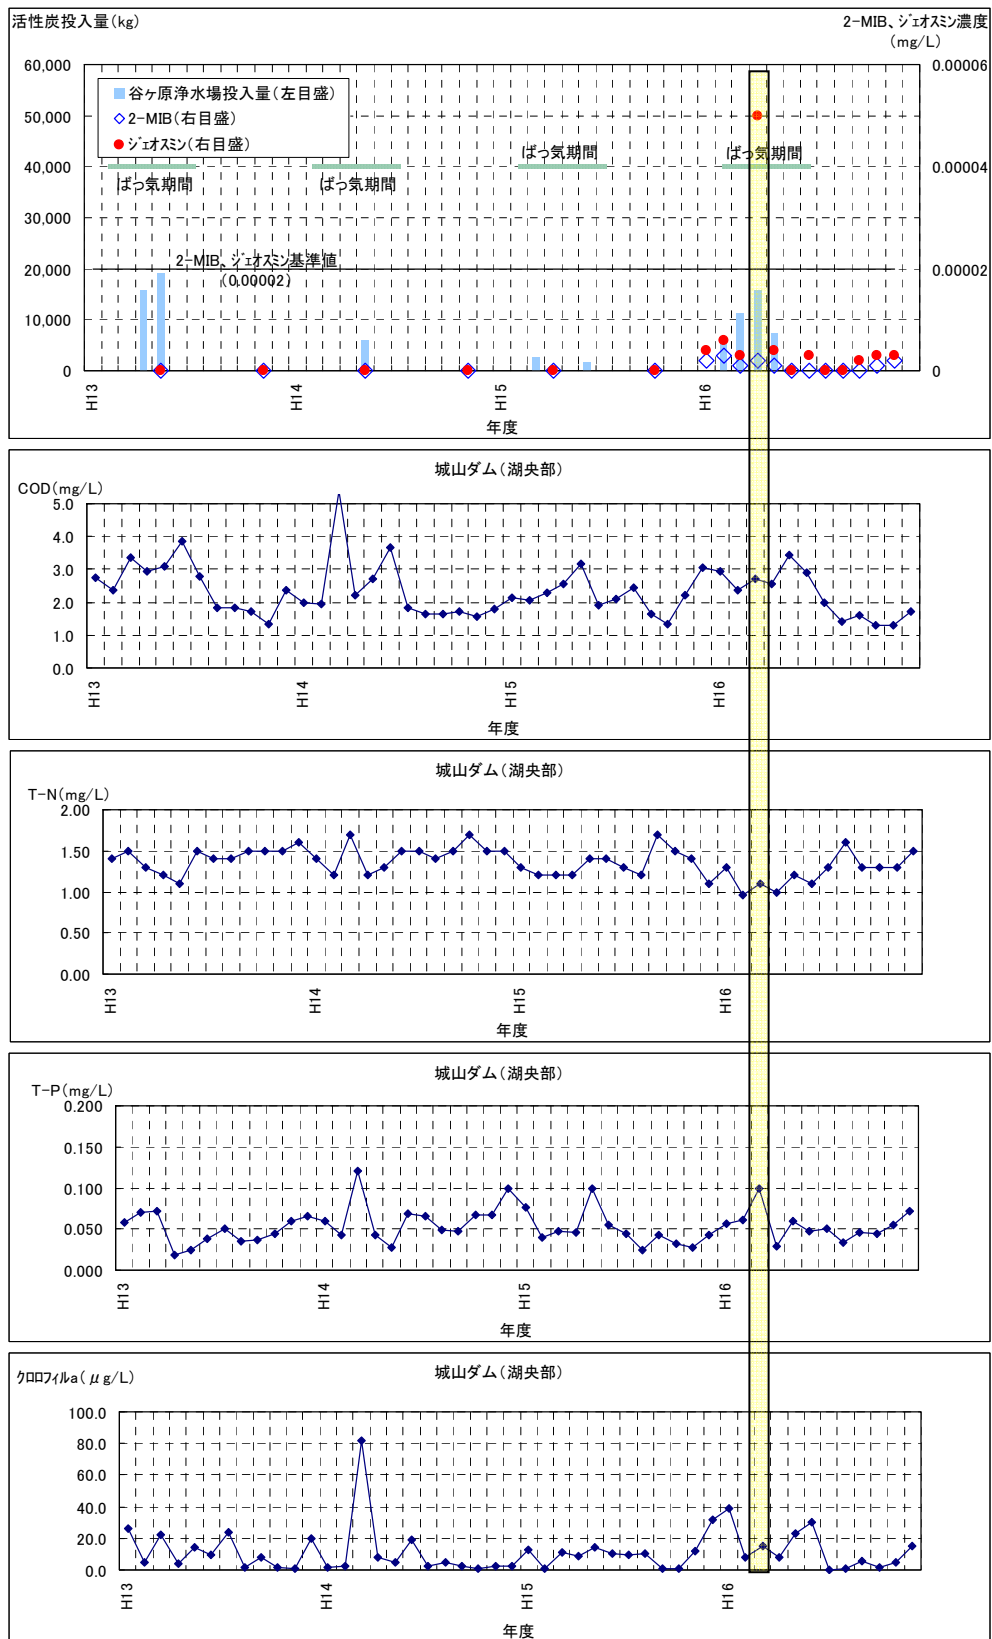 活性炭投入量(kg)
2-MIB、ジェオスミン濃度
(mg/L)
60,000
50,000
40,000
30,000
20,000
10,000
0
0.00006
0.00004
0.00002
0
谷ヶ原浄水場投入量(左目盛)
2-MIB(右目盛)
ジェオスミン(右目盛)
ばっ気期間
ばっ気期間
ばっ気期間
ばっ気期間
2-MIB、ジェオスミン基準値
(0.00002)
H13
H14
H15
H16
年度
城山ダム(湖央部)
COD(mg/L)
5.0
4.0
3.0
2.0
1.0
0.0
H13
H14
H15
H16
年度
城山ダム(湖央部)
T-N(mg/L)
2.00
1.50
1.00
0.50
0.00
H13
H14
H15
H16
年度
城山ダム(湖央部)
T-P(mg/L)
0.200
0.150
0.100
0.050
0.000
H13
H14
H15
H16
年度
城山ダム(湖央部)
クロロフィルa(μg/L)
100.0
80.0
60.0
40.0
20.0
0.0
H13
H14
H15
H16
年度